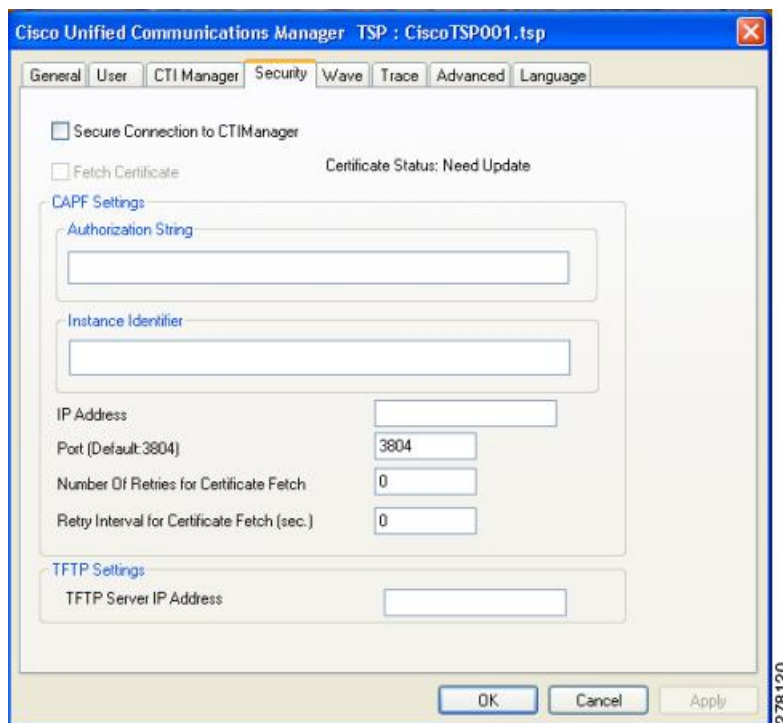 Cisco Unified Communications Manager TSP : CiscoTSP001.tsp
General User CTI Manager Security Wave Trace Advanced Language
Secure Connection to CTIManager
Fetch Certificate Certificate Status: Need Update
CAPF Settings
Authorization String
Instance Identifier
IP Address
Port (Default:3804) 3804
Number Of Retries for Certificate Fetch 0
Retry Interval for Certificate Fetch (sec.) 0
TFTP Settings
TFTP Server IP Address
OK Cancel Apply